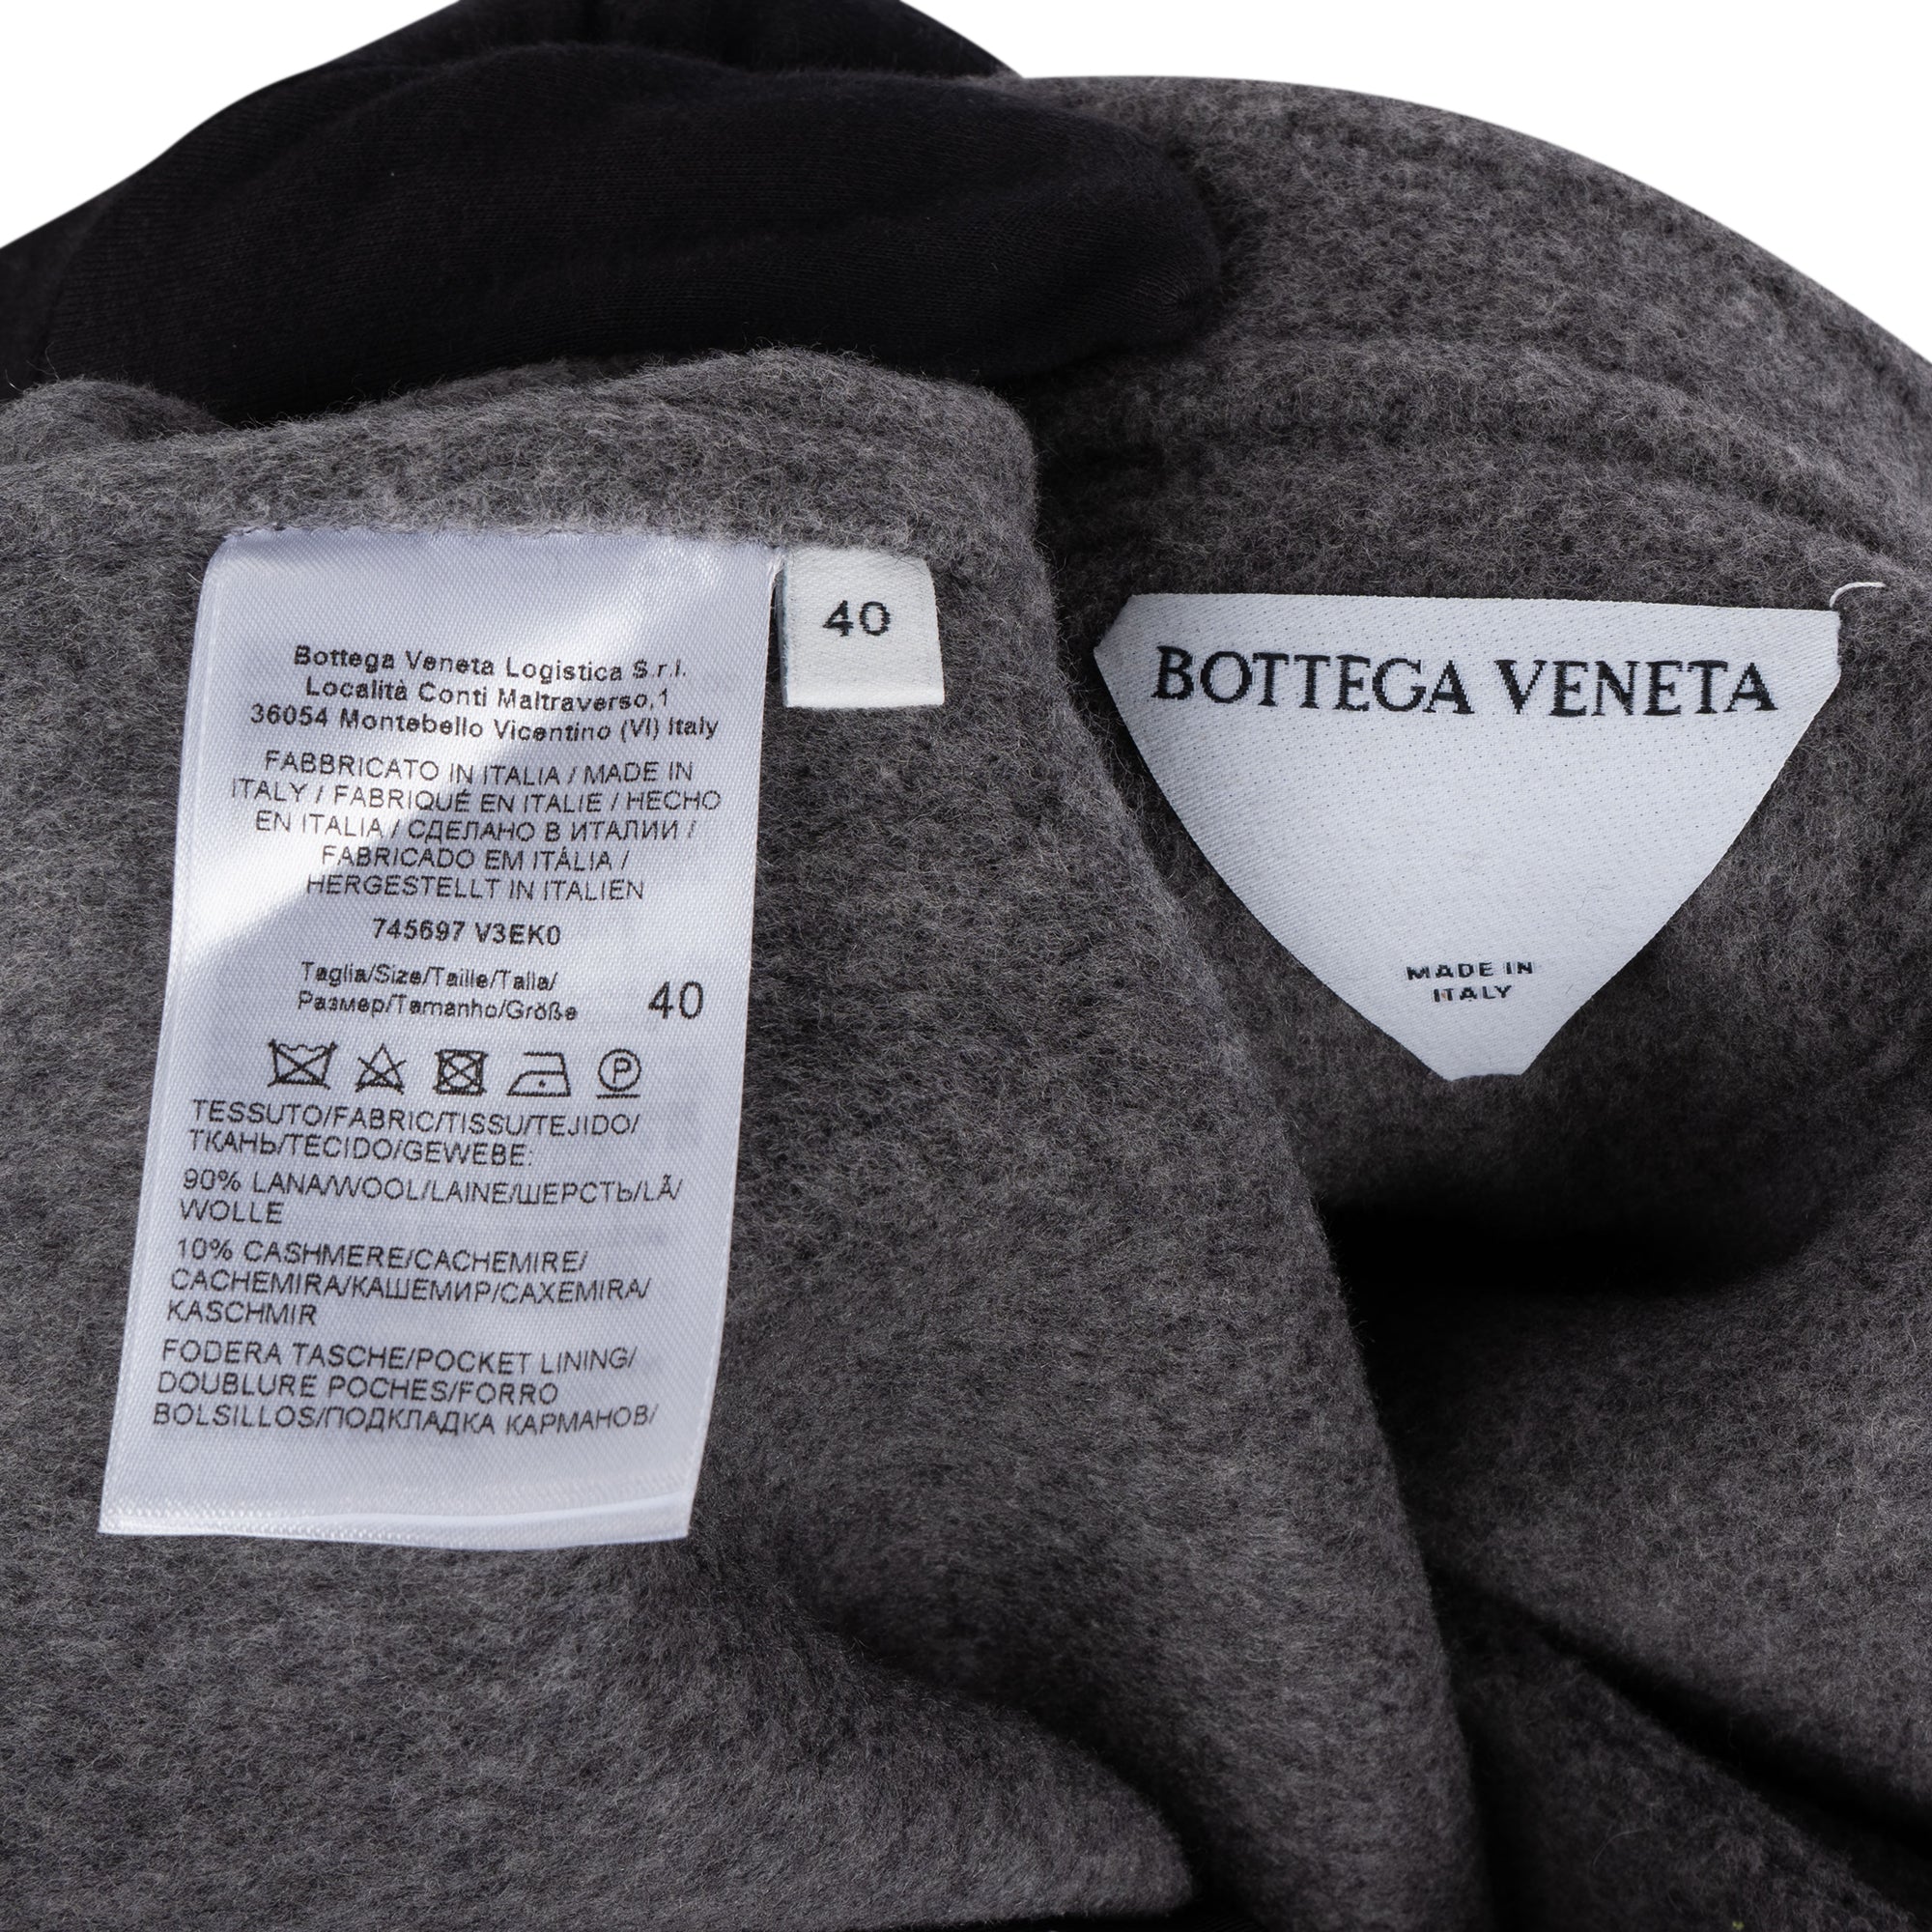 Bottega Veneta Logistica S.r.l.
Località Conti Maltraverso,1
36054 Montebello Vicentino (VI) Italy
FABBRICATO IN ITALIA / MADE IN
ITALY / FABRIQUÉ EN ITALIE / HECHO
EN ITALIA / СДЕЛАНО В ИТАЛИИ /
FABRICADO EM ITÁLIA /
HERGESTELLT IN ITALIEN
745697 V3EK0
Taglia/Size/Taille/Talla/
Размер/Tamanho/Größe
40
P
TESSUTO/FABRIC/TISSU/TEJIDO/
ТКАНЬ/TECIDO/GEWEBE:
90% LANA/WOOL/LAINE/ШЕРСТЬ/LÃ/
WOLLE
10% CASHMERE/CACHEMIRE/
CACHEMIRA/КАШЕМИР/CAXEMIRA/
KASCHMIR
FODERA TASCHE/POCKET LINING/
DOUBLURE POCHES/FORRO
BOLSILLOS/ПОДКЛАДКА КАРМАНОВ/
40
BOTTEGA VENETA
MADE IN
ITALY